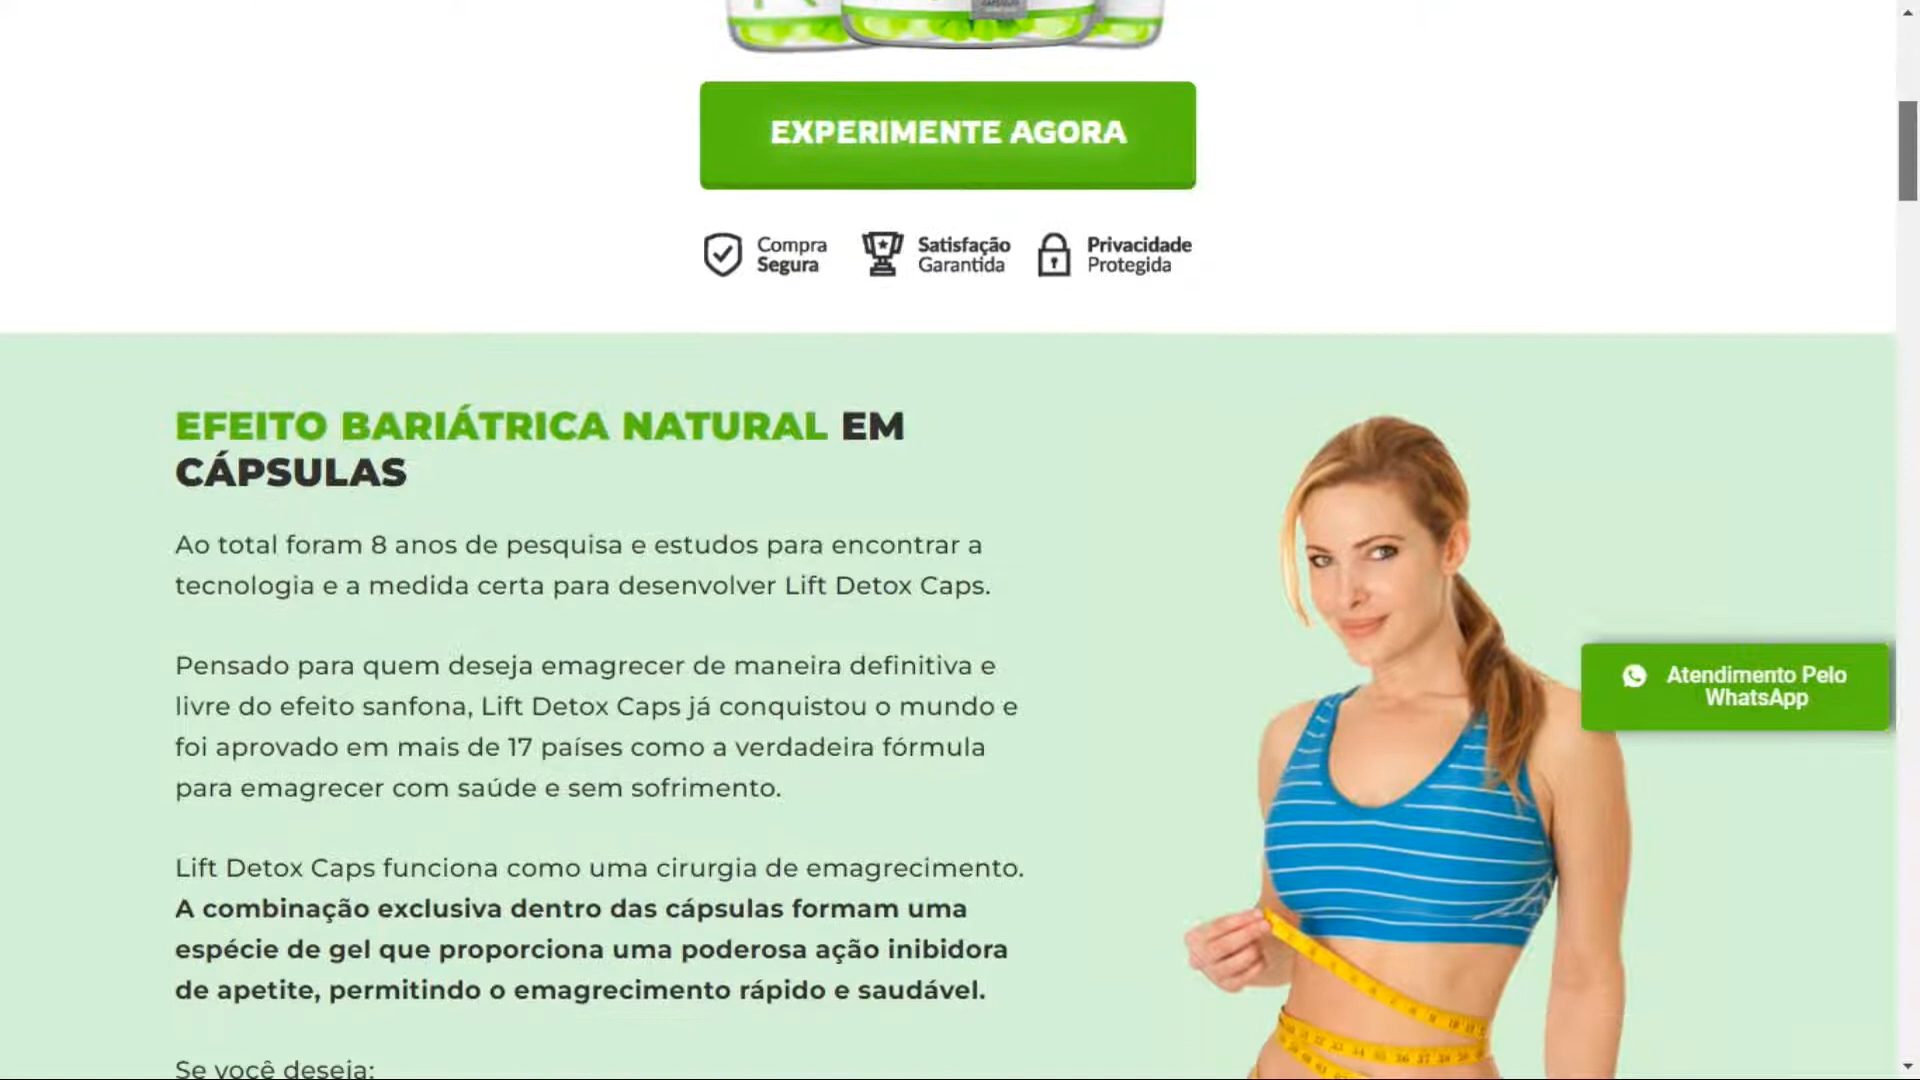 EXPERIMENTE AGORA
Compra
Segura
Satisfação
Garantida
Privacidade
Protegida
EFEITO BARIÁTRICA NATURAL EM
CÁPSULAS
Ao total foram 8 anos de pesquisa e estudos para encontrar a
tecnologia e a medida certa para desenvolver Lift Detox Caps.
Pensado para quem deseja emagrecer de maneira definitiva e
livre do efeito sanfona, Lift Detox Caps já conquistou o mundo e
foi aprovado em mais de 17 países como a verdadeira fórmula
para emagrecer com saúde e sem sofrimento.
Lift Detox Caps funciona como uma cirurgia de emagrecimento.
A combinação exclusiva dentro das cápsulas formam uma
espécie de gel que proporciona uma poderosa ação inibidora
de apetite, permitindo o emagrecimento rápido e saudável.
Se você deseja:
Atendimento Pelo
WhatsApp